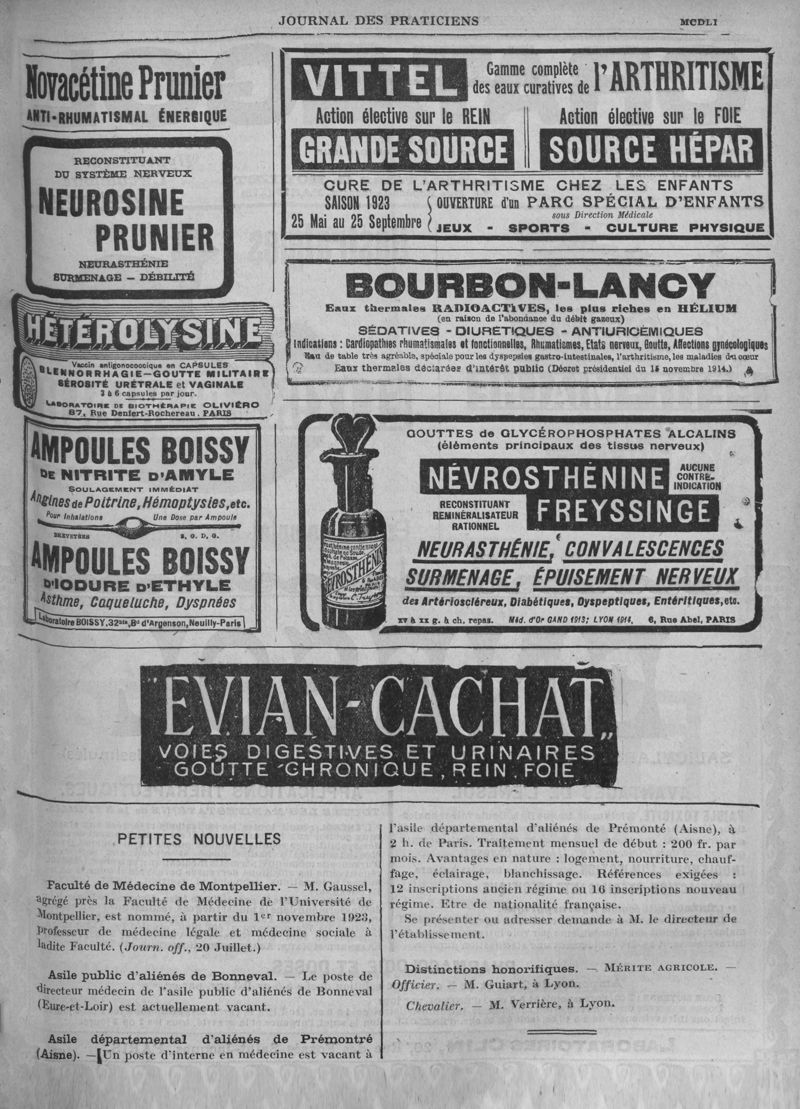 JOURNAL DES PRATICIENS
MCDLI
Novacétine Prunier
ANTI-RHUMATISMAL ÉNERGIQUE
RECONSTITUANT
DU SYSTÈME NERVEUX
NEUROSINE
PRUNIER
NEURASTHÉNIE
SURMENAGE — DÉBILITÉ
HÉTÉROLYSINE
Vaccin antigonococcique en CAPSULES
BLENNORRHAGIE—GOUTTE MILITAIRE
SÉROSITÉ URÉTRALE et VAGINALE
3 à 6 capsules par jour.
LABORATOIRE DE BIOTHÉRAPIE OLIVIÉRO
67, Rue Denfert-Rochereau, PARIS
AMPOULES BOISSY
DE NITRITE D'AMYLE
SOULAGEMENT IMMÉDIAT
Angines de Poitrine, Hémoptysies, etc.
Pour Inhalations Une Dose par Ampoule
BREVETÉES S. G. D. G.
AMPOULES BOISSY
D'IODURE D'ETHYLE
Asthme, Coqueluche, Dyspnées
Laboratoire BOISSY, 32bis, Bd d'Argenson, Neuilly-Paris
VITTEL
Gamme complète
des eaux curatives de l'ARTHRITISME
Action élective sur le REIN
GRANDE SOURCE
Action élective sur le FOIE
SOURCE HÉPAR
CURE DE L'ARTHRITISME CHEZ LES ENFANTS
SAISON 1923
25 Mai au 25 Septembre
OUVERTURE d'un PARC SPÉCIAL D'ENFANTS
sous Direction Médicale
JEUX - SPORTS - CULTURE PHYSIQUE
BOURBON-LANCY
Eaux thermales RADIOACTIVES, les plus riches en HÉLIUM
(en raison de l'abondance du débit gazeux)
SÉDATIVES - DIURÉTIQUES - ANTIURICÉMIQUES
Indications : Cardiopathies rhumatismales et fonctionnelles, Rhumatismes, Etats nerveux, Goutte, Affections gynécologiques
Eau de table très agréable, spéciale pour les dyspepsies gastro-intestinales, l'arthritisme, les maladies du cœur
Eaux thermales déclarées d'intérêt public (Décret présidentiel du 15 novembre 1914.)
GOUTTES de GLYCÉROPHOSPHATES ALCALINS
(éléments principaux des tissus nerveux)
NÉVROSTHÉNINE
AUCUNE
CONTRE-
INDICATION
RECONSTITUANT
REMINÉRALISATEUR
RATIONNEL
FREYSSINGE
NEURASTHÉNIE, CONVALESCENCES
SURMENAGE, ÉPUISEMENT NERVEUX
des Artérioscléreux, Diabétiques, Dyspeptiques, Entéritiques, etc.
XV à XX g. à ch. repas. Méd. d'Or GAND 1913; LYON 1914. 6, Rue Abel, PARIS
"EVIAN-CACHAT"
VOIES DIGESTIVES ET URINAIRES
GOUTTE CHRONIQUE, REIN FOIE
PETITES NOUVELLES
Faculté de Médecine de Montpellier. — M. Gaussel,
agrégé près la Faculté de Médecine de l'Université de
Montpellier, est nommé, à partir du 1er novembre 1923,
professeur de médecine légale et médecine sociale à
ladite Faculté. (Journ. off., 20 Juillet.)
Asile public d'aliénés de Bonneval. — Le poste de
directeur médecin de l'asile public d'aliénés de Bonneval
(Eure-et-Loir) est actuellement vacant.
Asile départemental d'aliénés de Prémontré
(Aisne). — Un poste d'interne en médecine est vacant à
l'asile départemental d'aliénés de Prémonté (Aisne), à
2 h. de Paris. Traitement mensuel de début : 200 fr. par
mois. Avantages en nature : logement, nourriture, chauf-
fage, éclairage, blanchissage. Références exigées :
12 inscriptions ancien régime ou 16 inscriptions nouveau
régime. Etre de nationalité française.
Se présenter ou adresser demande à M. le directeur de
l'établissement.
Distinctions honorifiques. — MÉRITE AGRICOLE. —
Officier. — M. Guiart, à Lyon.
Chevalier. — M. Verrière, à Lyon.